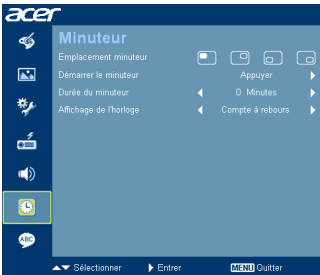 acer
Minuteur
Emplacement minuteur
Démarrer le minuteur Appuyer
Durée du minuteur 0 Minutes
Affichage de l'horloge Compte à rebours
ABC
Sélectionner Entrer MENU Quitter